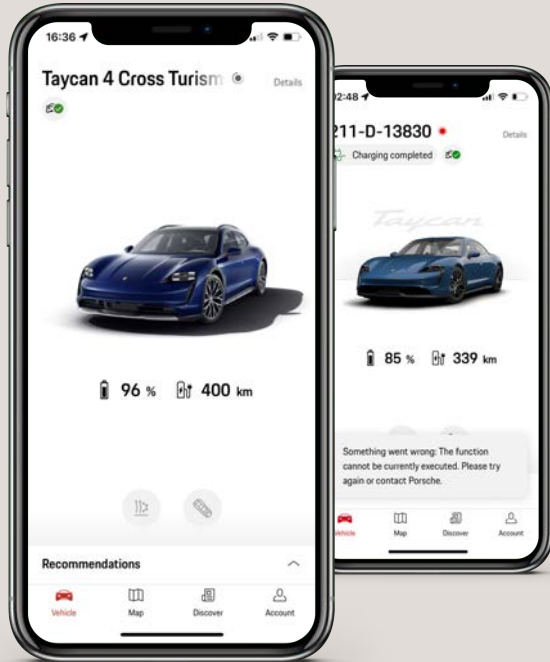 16:36
Taycan 4 Cross Turism
Details
96 %
400 km
Recommendations
Vehicle
Map
Discover
Account
2:48
211-D-13830
Details
Charging completed
Taycan
85 %
339 km
Something went wrong: The function
cannot be currently executed. Please try
again or contact Porsche.
Vehicle
Map
Discover
Account